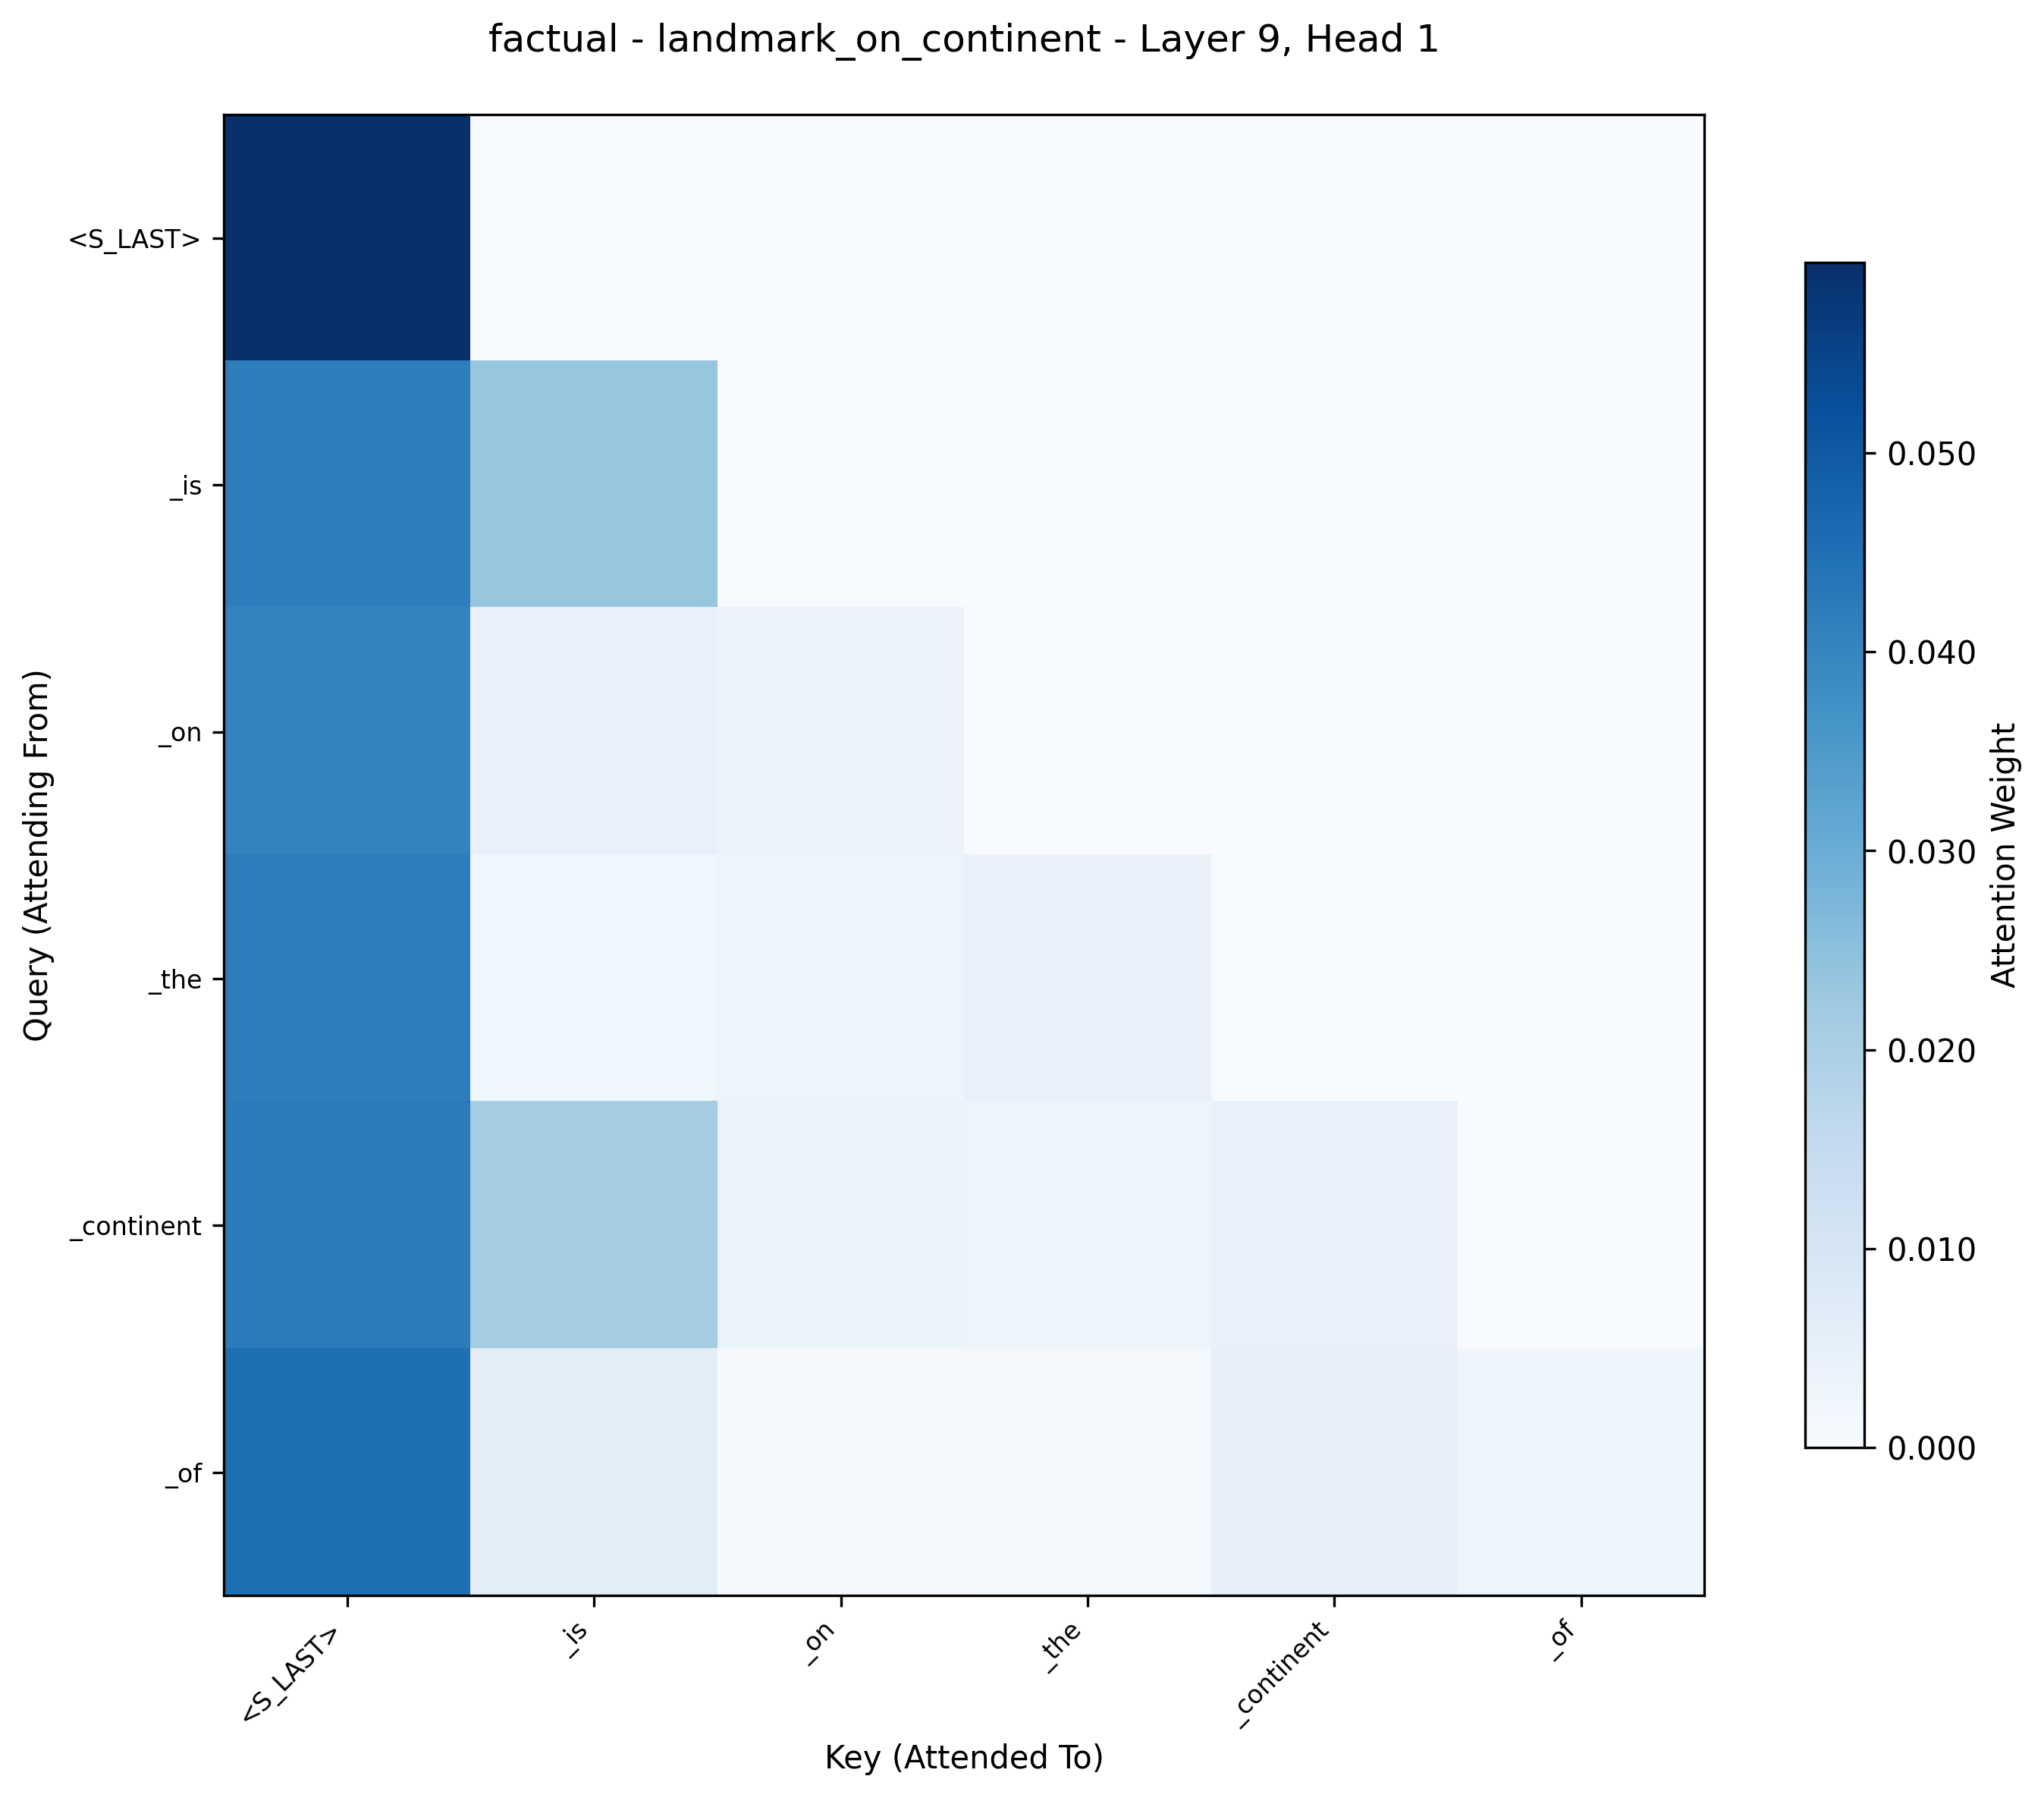 factual - landmark_on_continent - Layer 9, Head 1
Query (Attending From)
<S_LAST>
_is
_on
_the
_continent
_of
<S_LAST>
_is
_on
_the
_continent
_of
Key (Attended To)
0.050
0.040
0.030
0.020
0.010
0.000
Attention Weight